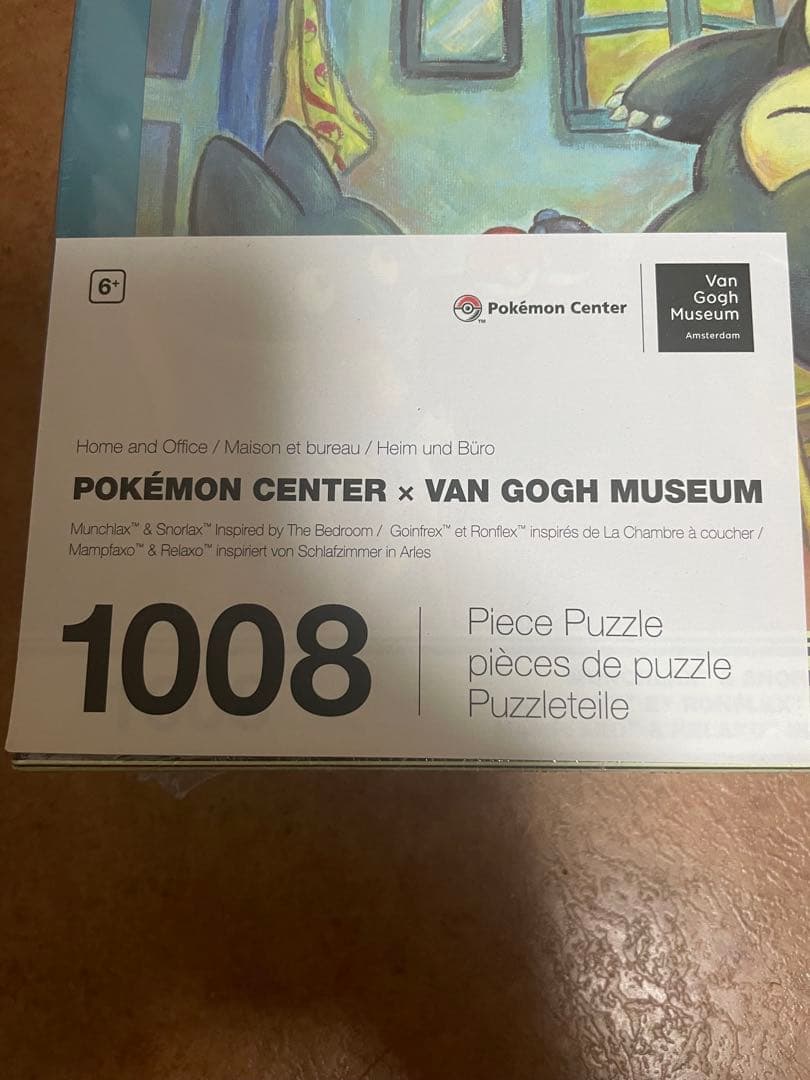 6+
Pokémon Center
TM
Van
Gogh
Museum
Amsterdam
Home and Office / Maison et bureau / Heim und Büro
POKÉMON CENTER × VAN GOGH MUSEUM
Munchlax™ & Snorlax™ Inspired by The Bedroom / Goinfrex™ et Ronflex™ inspirés de La Chambre à coucher /
Mampfaxo™ & Relaxo™ inspiriert von Schlafzimmer in Arles
1008
Piece Puzzle
pièces de puzzle
Puzzleteile